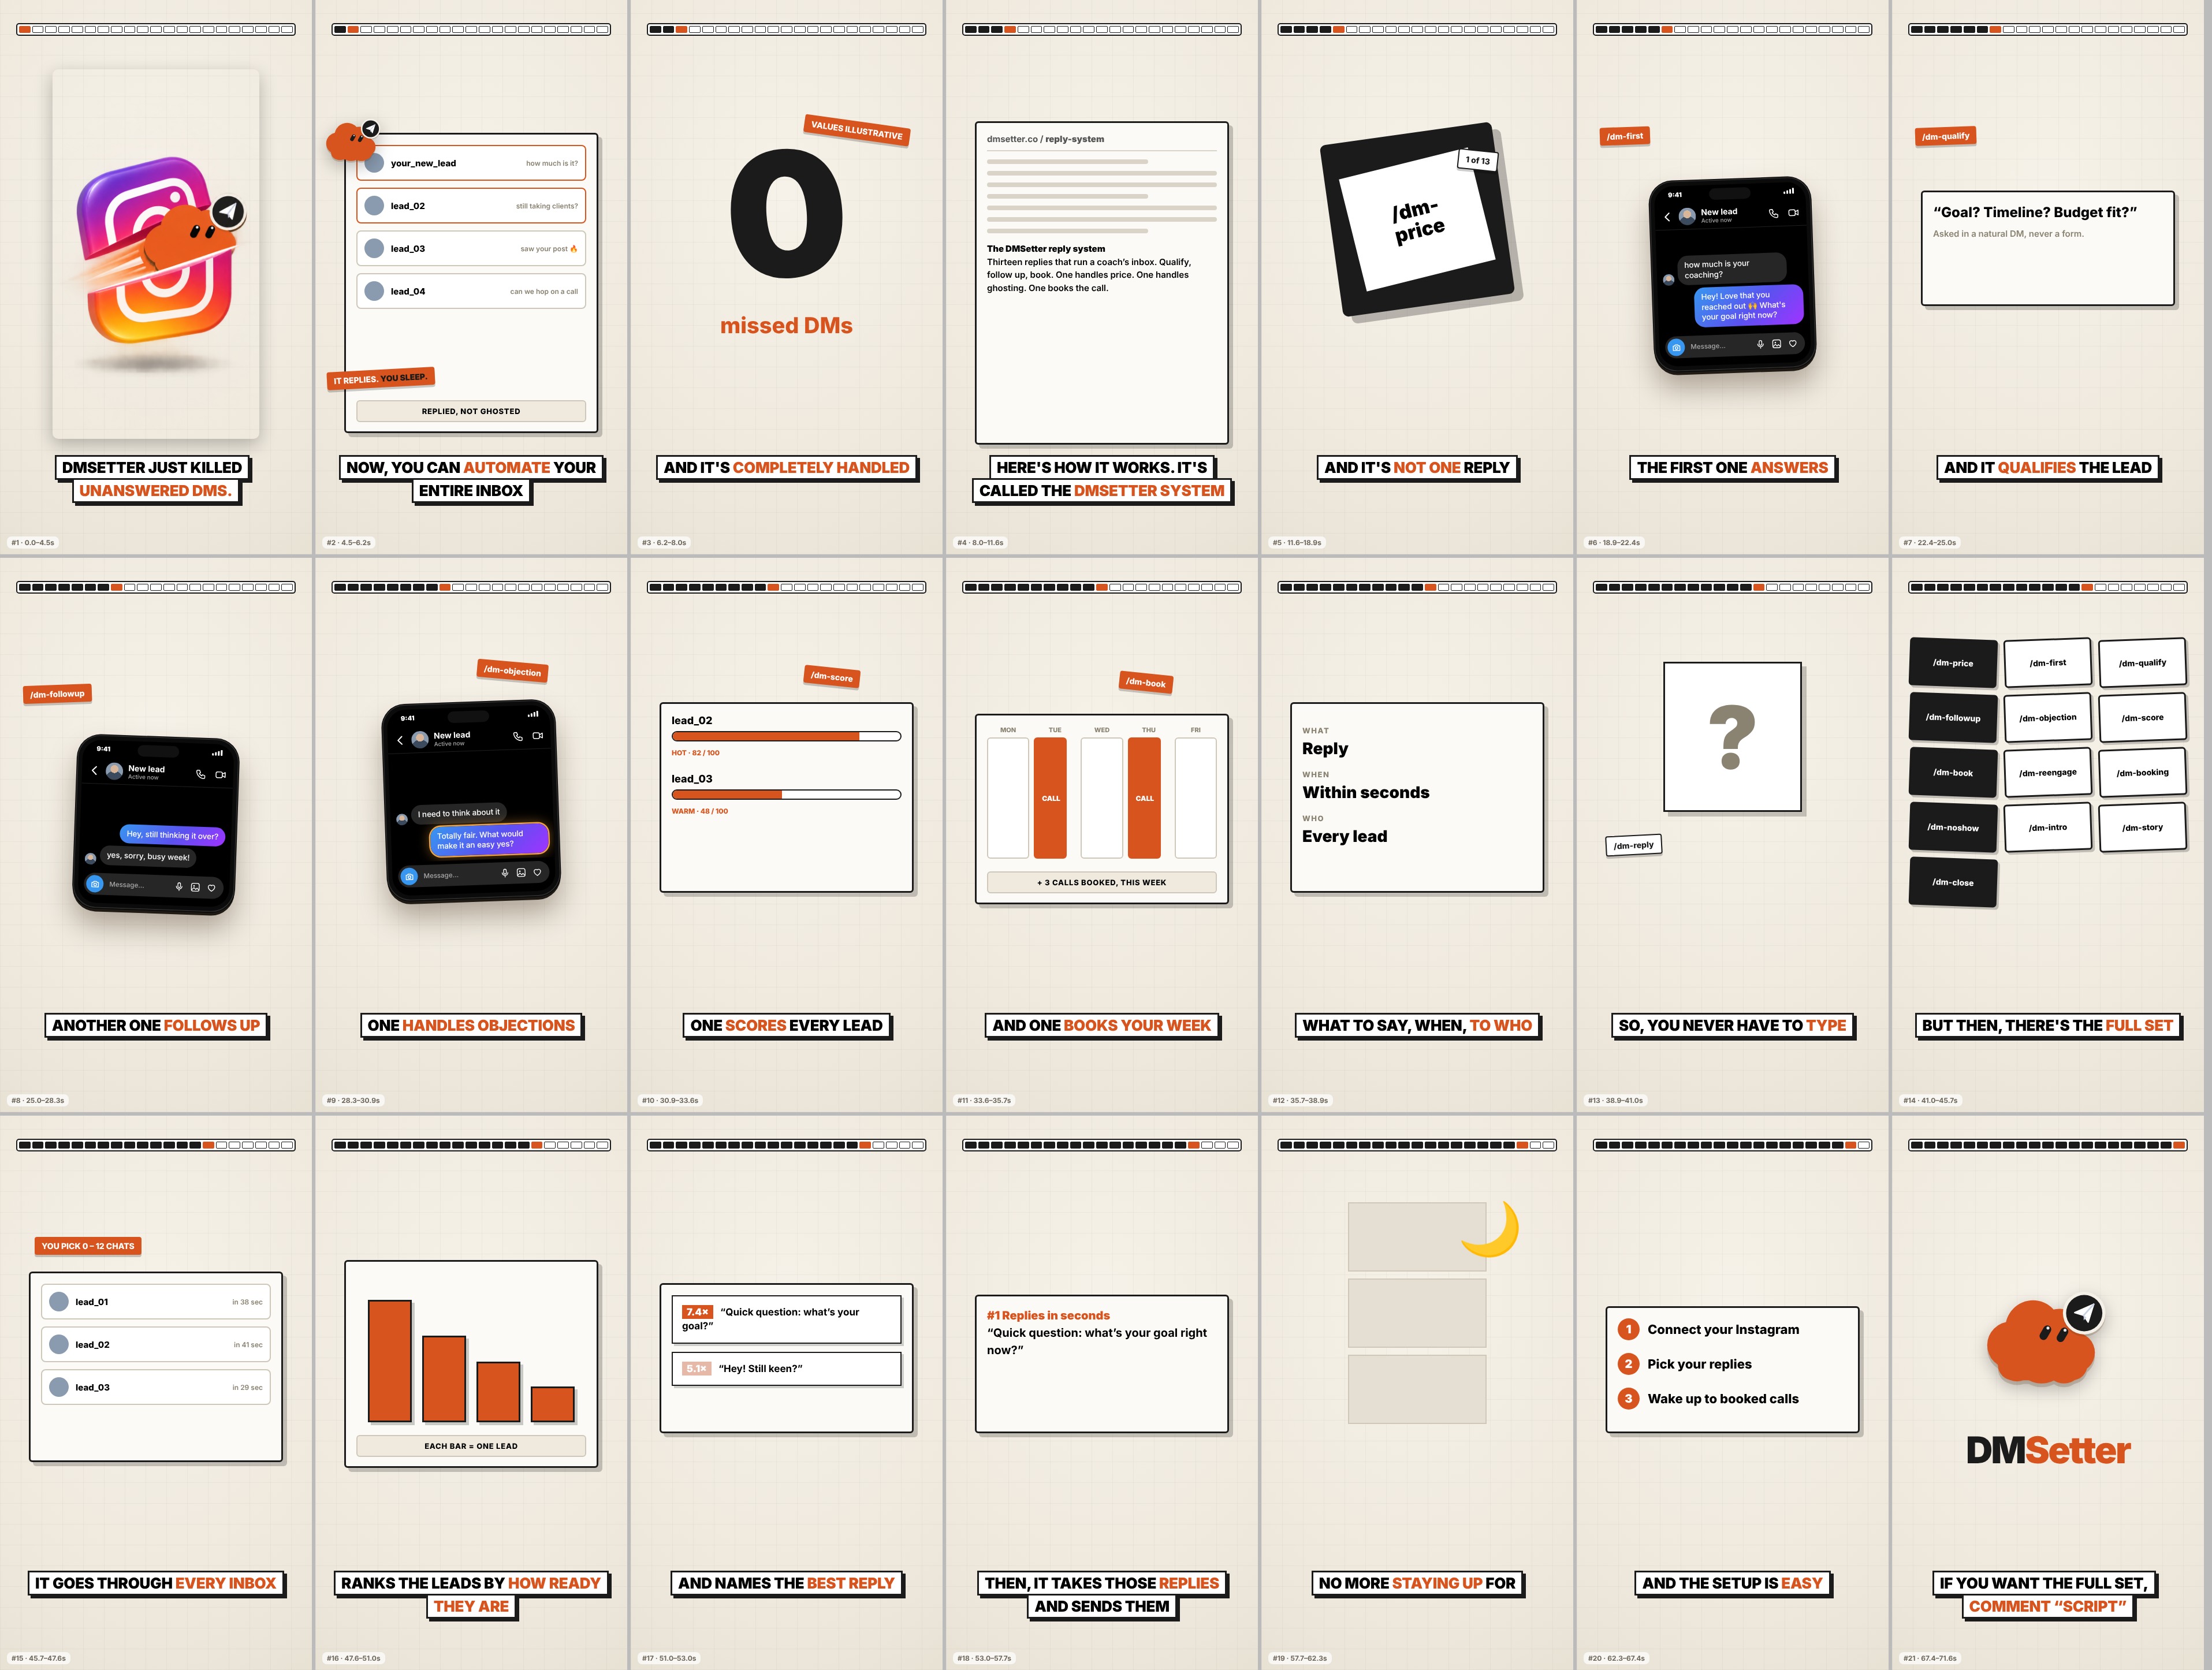 DMSETTER JUST KILLED
UNANSWERED DMS.
#1 · 0.0–4.5s
your_new_lead
how much is it?
lead_02
still taking clients?
lead_03
saw your post 🔥
lead_04
can we hop on a call
IT REPLIES. YOU SLEEP.
REPLIED, NOT GHOSTED
NOW, YOU CAN AUTOMATE YOUR
ENTIRE INBOX
#2 · 4.5–6.2s
VALUES ILLUSTRATIVE
0
missed DMs
AND IT'S COMPLETELY HANDLED
#3 · 6.2–8.0s
dmsetter.co / reply-system
The DMSetter reply system
Thirteen replies that run a coach's inbox. Qualify,
follow up, book. One handles price. One handles
ghosting. One books the call.
HERE'S HOW IT WORKS. IT'S
CALLED THE DMSETTER SYSTEM
#4 · 8.0–11.6s
1 of 13
/dm-
price
AND IT'S NOT ONE REPLY
#5 · 11.6–18.9s
/dm-first
9:41
New lead
Active now
how much is your
coaching?
Hey! Love that you
reached out 🙌 What's
your goal right now?
Message...
THE FIRST ONE ANSWERS
#6 · 18.9–22.4s
/dm-qualify
“Goal? Timeline? Budget fit?”
Asked in a natural DM, never a form.
AND IT QUALIFIES THE LEAD
#7 · 22.4–25.0s
/dm-followup
9:41
New lead
Active now
Hey, still thinking it over?
yes, sorry, busy week!
Message...
ANOTHER ONE FOLLOWS UP
#8 · 25.0–28.3s
/dm-objection
9:41
New lead
Active now
I need to think about it
Totally fair. What would
make it an easy yes?
Message...
ONE HANDLES OBJECTIONS
#9 · 28.3–30.9s
/dm-score
lead_02
HOT · 82 / 100
lead_03
WARM · 48 / 100
ONE SCORES EVERY LEAD
#10 · 30.9–33.6s
/dm-book
MON
TUE
WED
THU
FRI
CALL
CALL
+ 3 CALLS BOOKED, THIS WEEK
AND ONE BOOKS YOUR WEEK
#11 · 33.6–35.7s
WHAT
Reply
WHEN
Within seconds
WHO
Every lead
WHAT TO SAY, WHEN, TO WHO
#12 · 35.7–38.9s
?
/dm-reply
SO, YOU NEVER HAVE TO TYPE
#13 · 38.9–41.0s
/dm-price
/dm-first
/dm-qualify
/dm-followup
/dm-objection
/dm-score
/dm-book
/dm-reengage
/dm-booking
/dm-noshow
/dm-intro
/dm-story
/dm-close
BUT THEN, THERE'S THE FULL SET
#14 · 41.0–45.7s
YOU PICK 0 – 12 CHATS
lead_01
in 38 sec
lead_02
in 41 sec
lead_03
in 29 sec
IT GOES THROUGH EVERY INBOX
#15 · 45.7–47.6s
EACH BAR = ONE LEAD
RANKS THE LEADS BY HOW READY
THEY ARE
#16 · 47.6–51.0s
7.4× “Quick question: what's your
goal?”
5.1× “Hey! Still keen?”
AND NAMES THE BEST REPLY
#17 · 51.0–53.0s
#1 Replies in seconds
“Quick question: what's your goal right
now?”
THEN, IT TAKES THOSE REPLIES
AND SENDS THEM
#18 · 53.0–57.7s
NO MORE STAYING UP FOR
#19 · 57.7–62.3s
1 Connect your Instagram
2 Pick your replies
3 Wake up to booked calls
AND THE SETUP IS EASY
#20 · 62.3–67.4s
DMSetter
IF YOU WANT THE FULL SET,
COMMENT “SCRIPT”
#21 · 67.4–71.6s